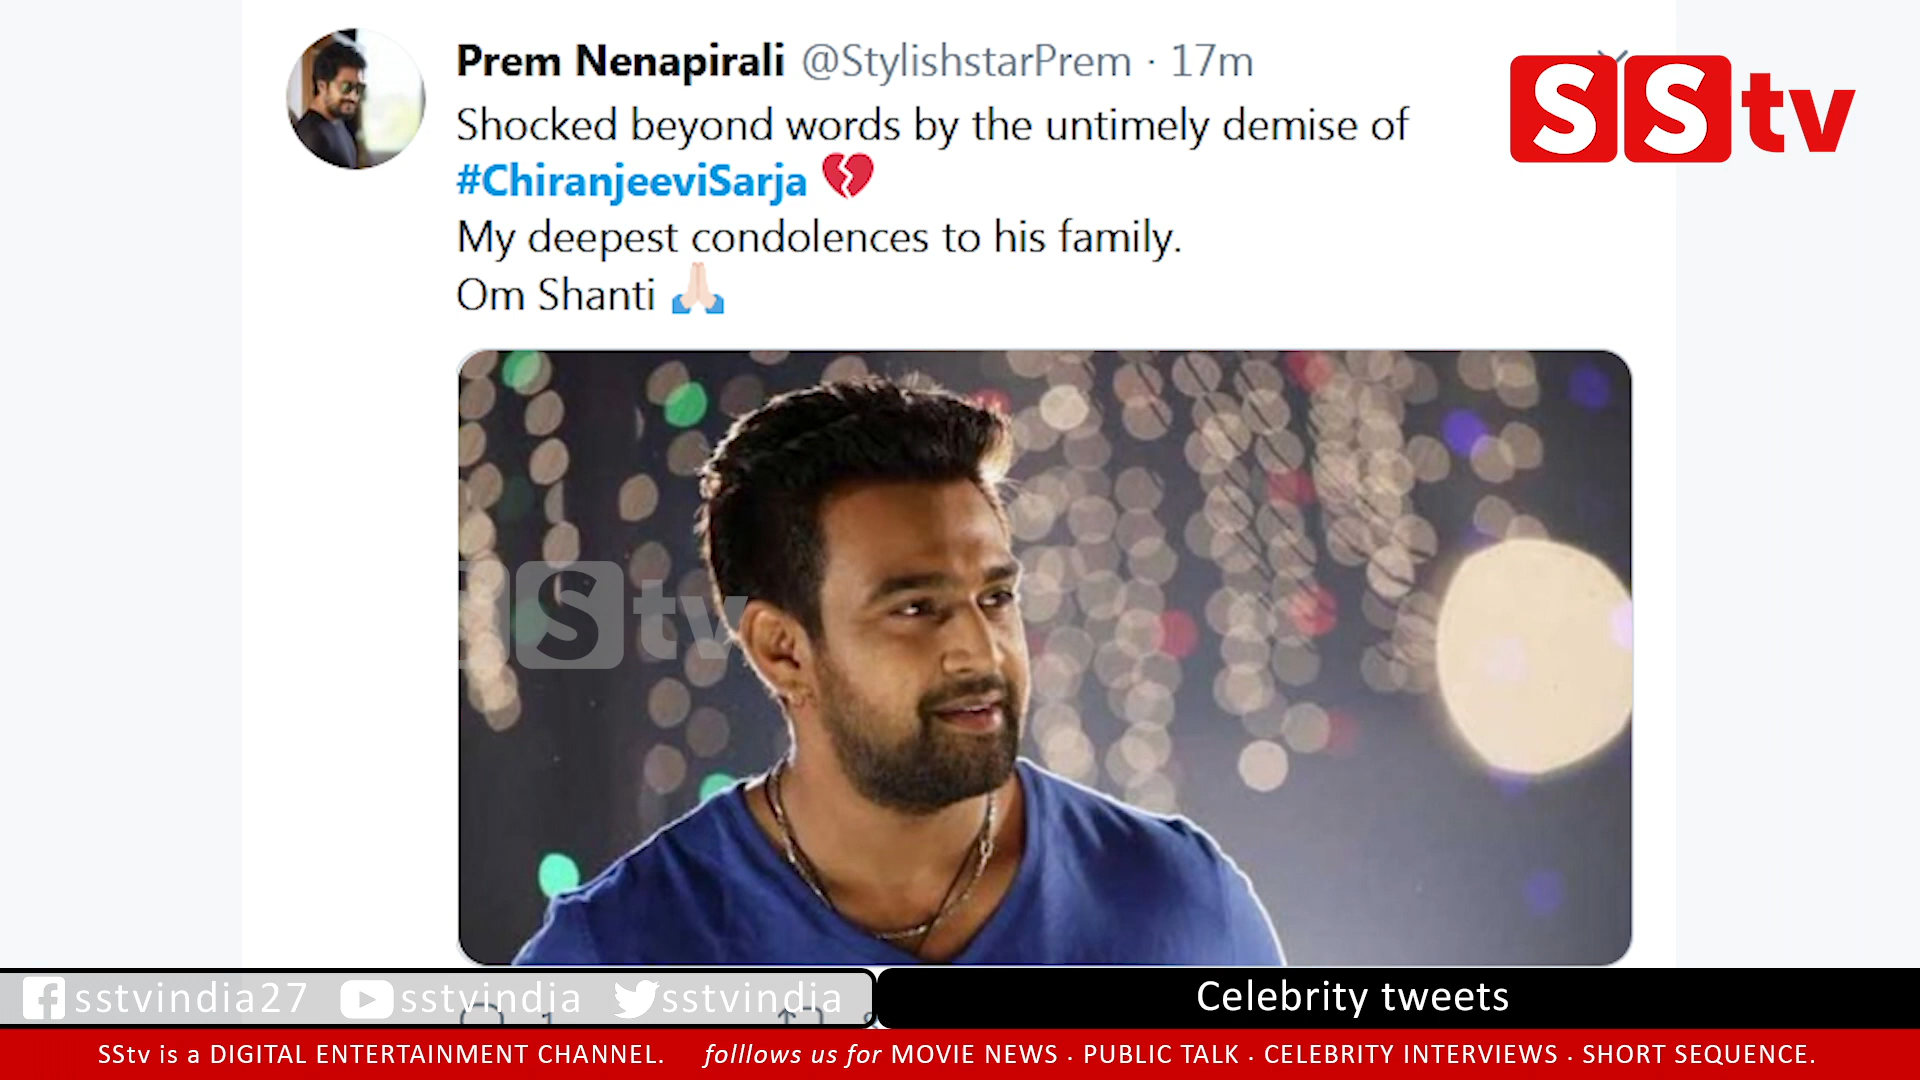 Prem Nenapirali @StylishstarPrem · 17m
SStv
Shocked beyond words by the untimely demise of
#ChiranjeeviSarja 💔
My deepest condolences to his family.
Om Shanti 🙏🏻
Stv
sstvindia27 sstvindia sstvindia
1
Celebrity tweets
SStv is a DIGITAL ENTERTAINMENT CHANNEL. folllows us for MOVIE NEWS · PUBLIC TALK · CELEBRITY INTERVIEWS · SHORT SEQUENCE.